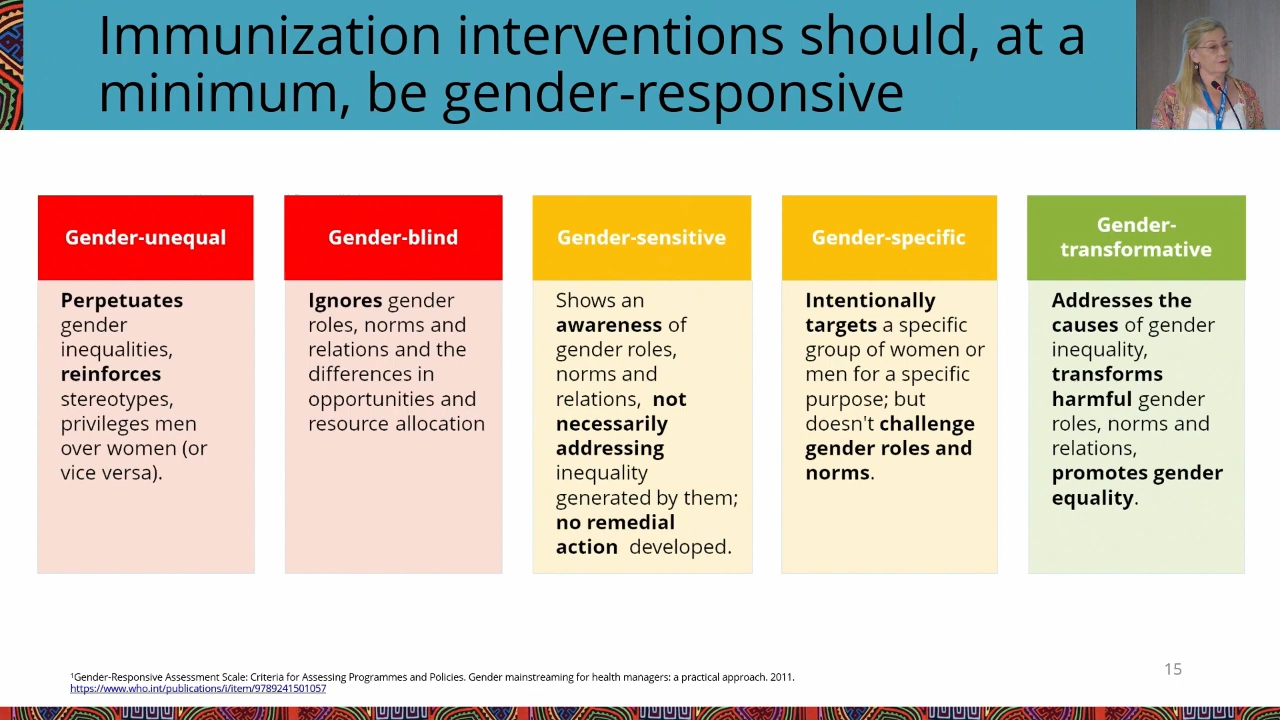 Immunization interventions should, at a
minimum, be gender-responsive
Gender-unequal
Perpetuates
gender
inequalities,
reinforces
stereotypes,
privileges men
over women (or
vice versa).
Gender-blind
Ignores gender
roles, norms and
relations and the
differences in
opportunities and
resource allocation
Gender-sensitive
Shows an
awareness of
gender roles,
norms and
relations, not
necessarily
addressing
inequality
generated by them;
no remedial
action developed.
Gender-specific
Intentionally
targets a specific
group of women or
men for a specific
purpose; but
doesn't challenge
gender roles and
norms.
Gender-
transformative
Addresses the
causes of gender
inequality,
transforms
harmful gender
roles, norms and
relations,
promotes gender
equality.
¹Gender-Responsive Assessment Scale: Criteria for Assessing Programmes and Policies. Gender mainstreaming for health managers: a practical approach. 2011.
https://www.who.int/publications/i/item/9789241501057
15